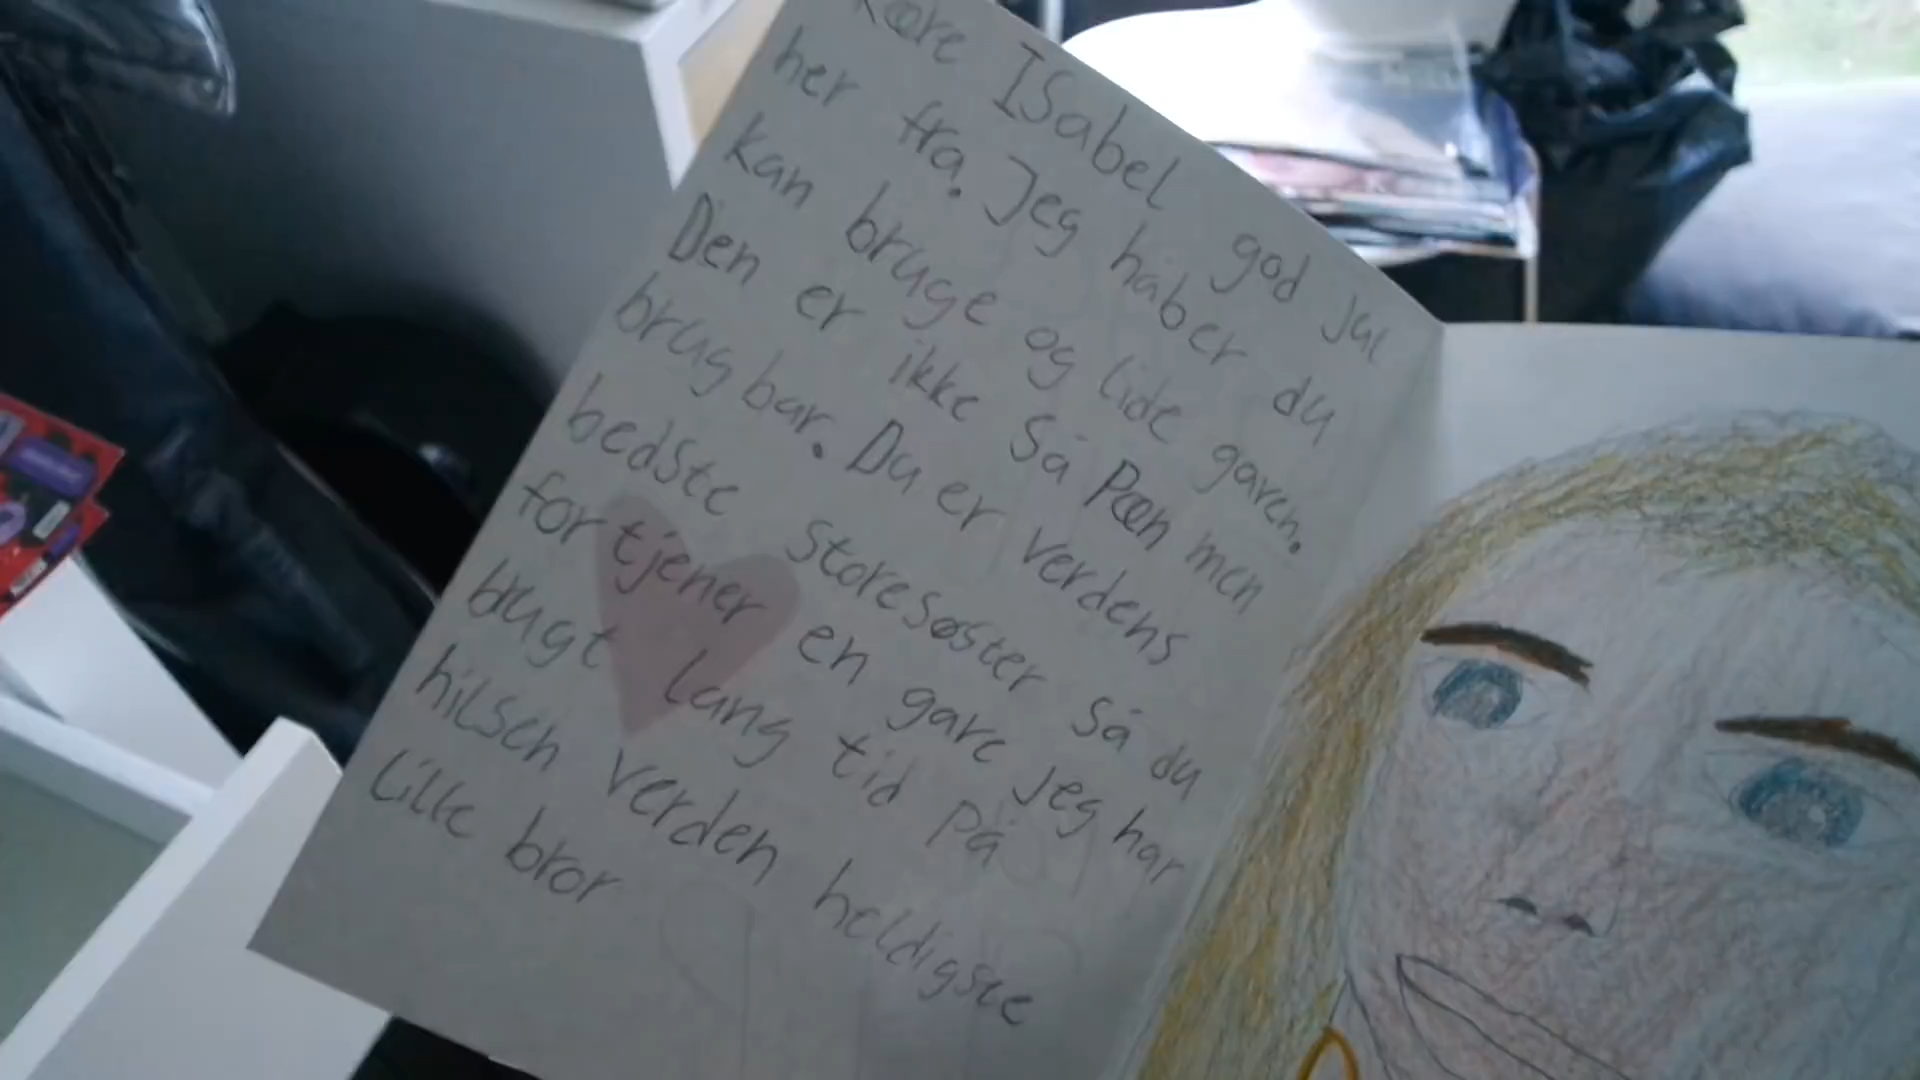 Kære ISabel god jul
her fra. Jeg håber du
kan bruge og lide gaven.
Den er ikke så pæn men
brugbar. Du er verdens
bedste storesøster så du
fortjener en gave jeg har
brugt lang tid på
hilsen verden heldigste
Lille bror